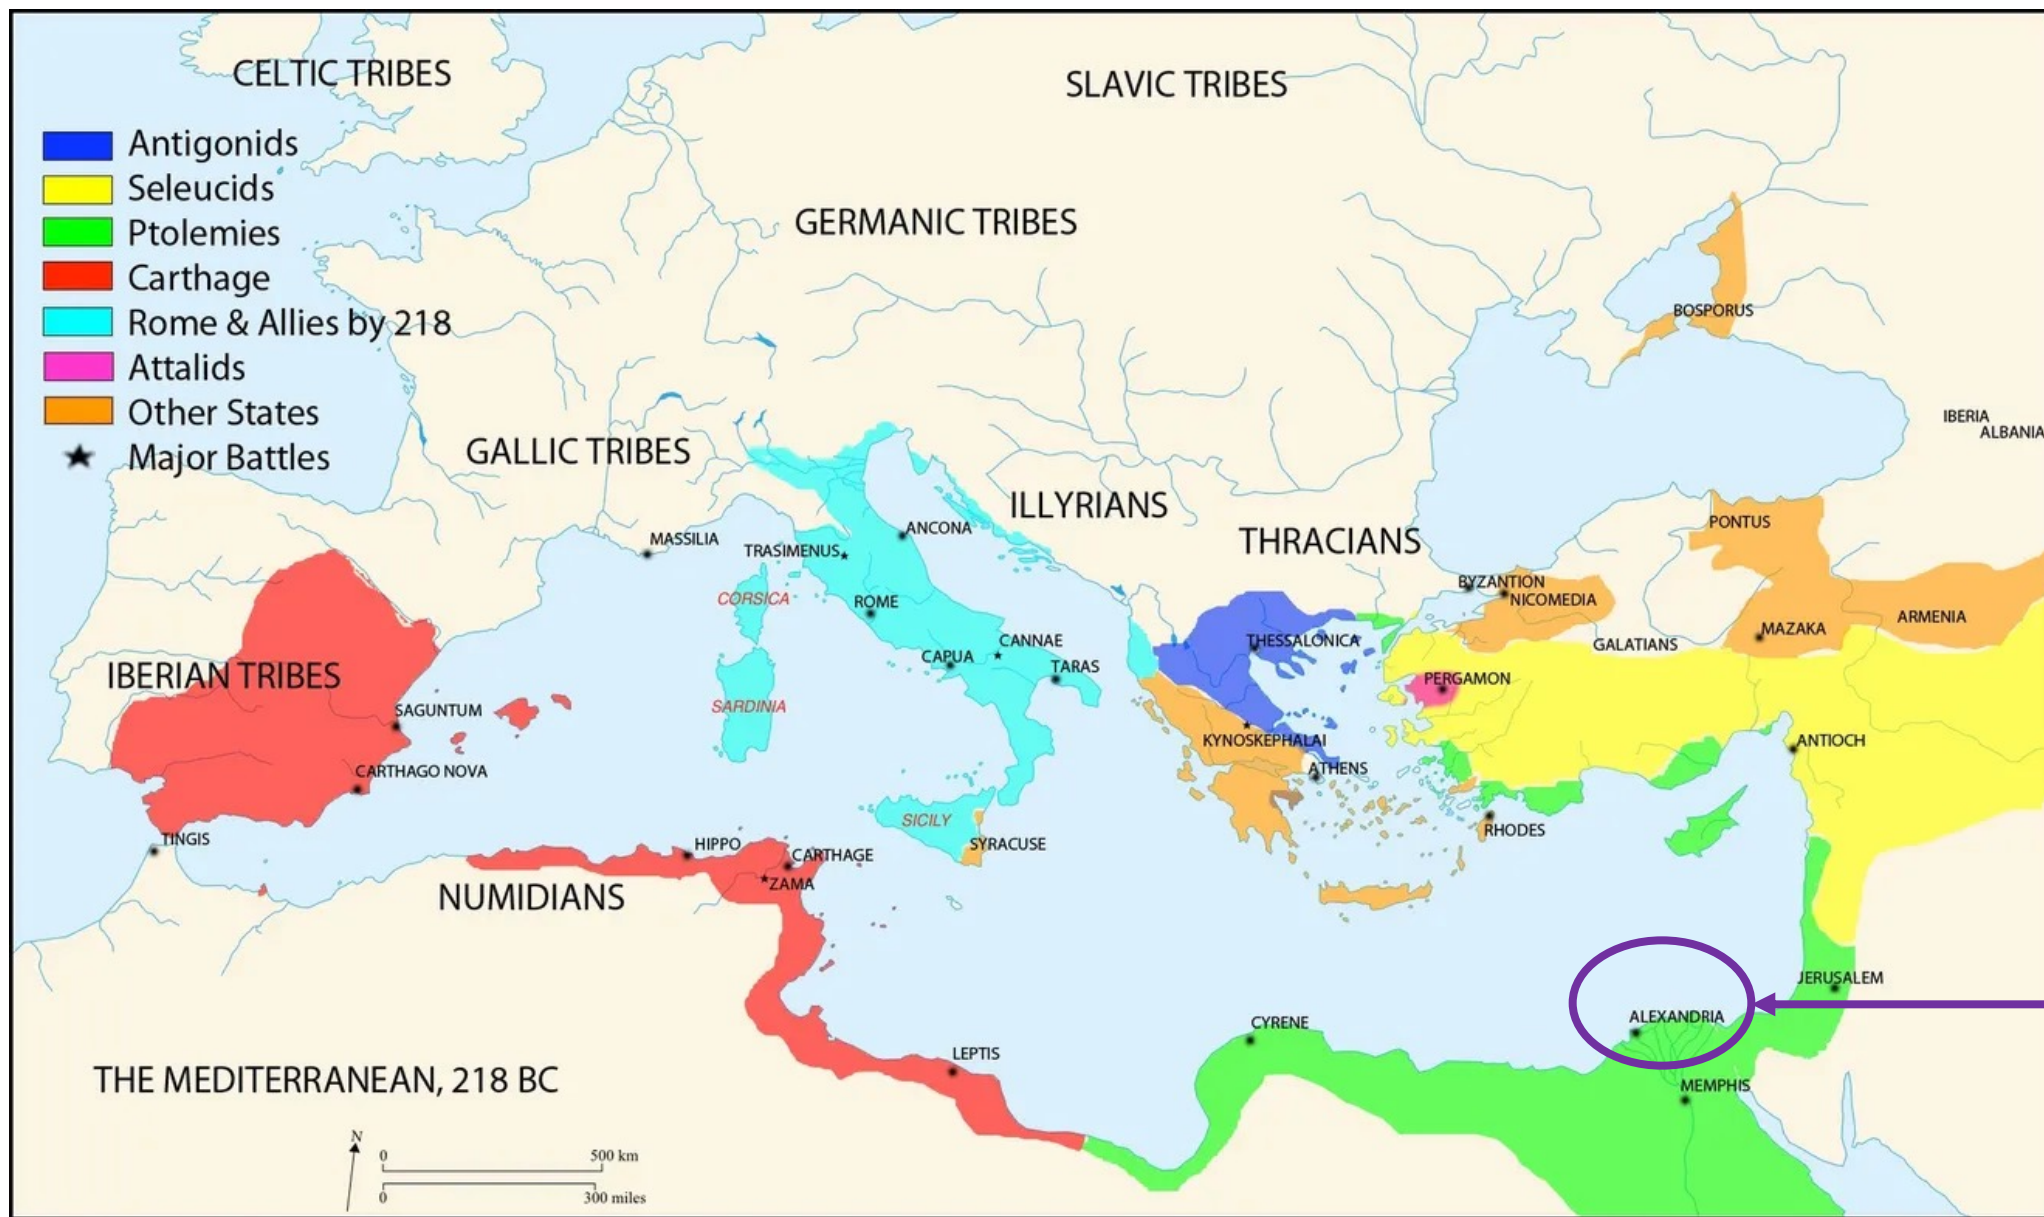 CELTIC TRIBES
SLAVIC TRIBES
Antigonids
Seleucids
Ptolemies
Carthage
Rome & Allies by 218
Attalids
Other States
Major Battles
GERMANIC TRIBES
BOSPORUS
IBERIA
ALBANIA
GALLIC TRIBES
ILLYRIANS
THRACIANS
PONTUS
MASSILIA
ANCONA
TRASIMENUS
CORSICA
ROME
BYZANTION
NICOMEDIA
ARMENIA
MAZAKA
GALATIANS
CANNAE
CAPUA
TARAS
THESSALONICA
IBERIAN TRIBES
SARDINIA
PERGAMON
SAGUNTUM
KYNOSKEPHALAI
ANTIOCH
CARTHAGO NOVA
ATHENS
SICILY
SYRACUSE
RHODES
TINGIS
HIPPO
CARTHAGE
ZAMA
NUMIDIANS
JERUSALEM
ALEXANDRIA
CYRENE
LEPTIS
MEMPHIS
THE MEDITERRANEAN, 218 BC
N
0
500 km
0
300 miles